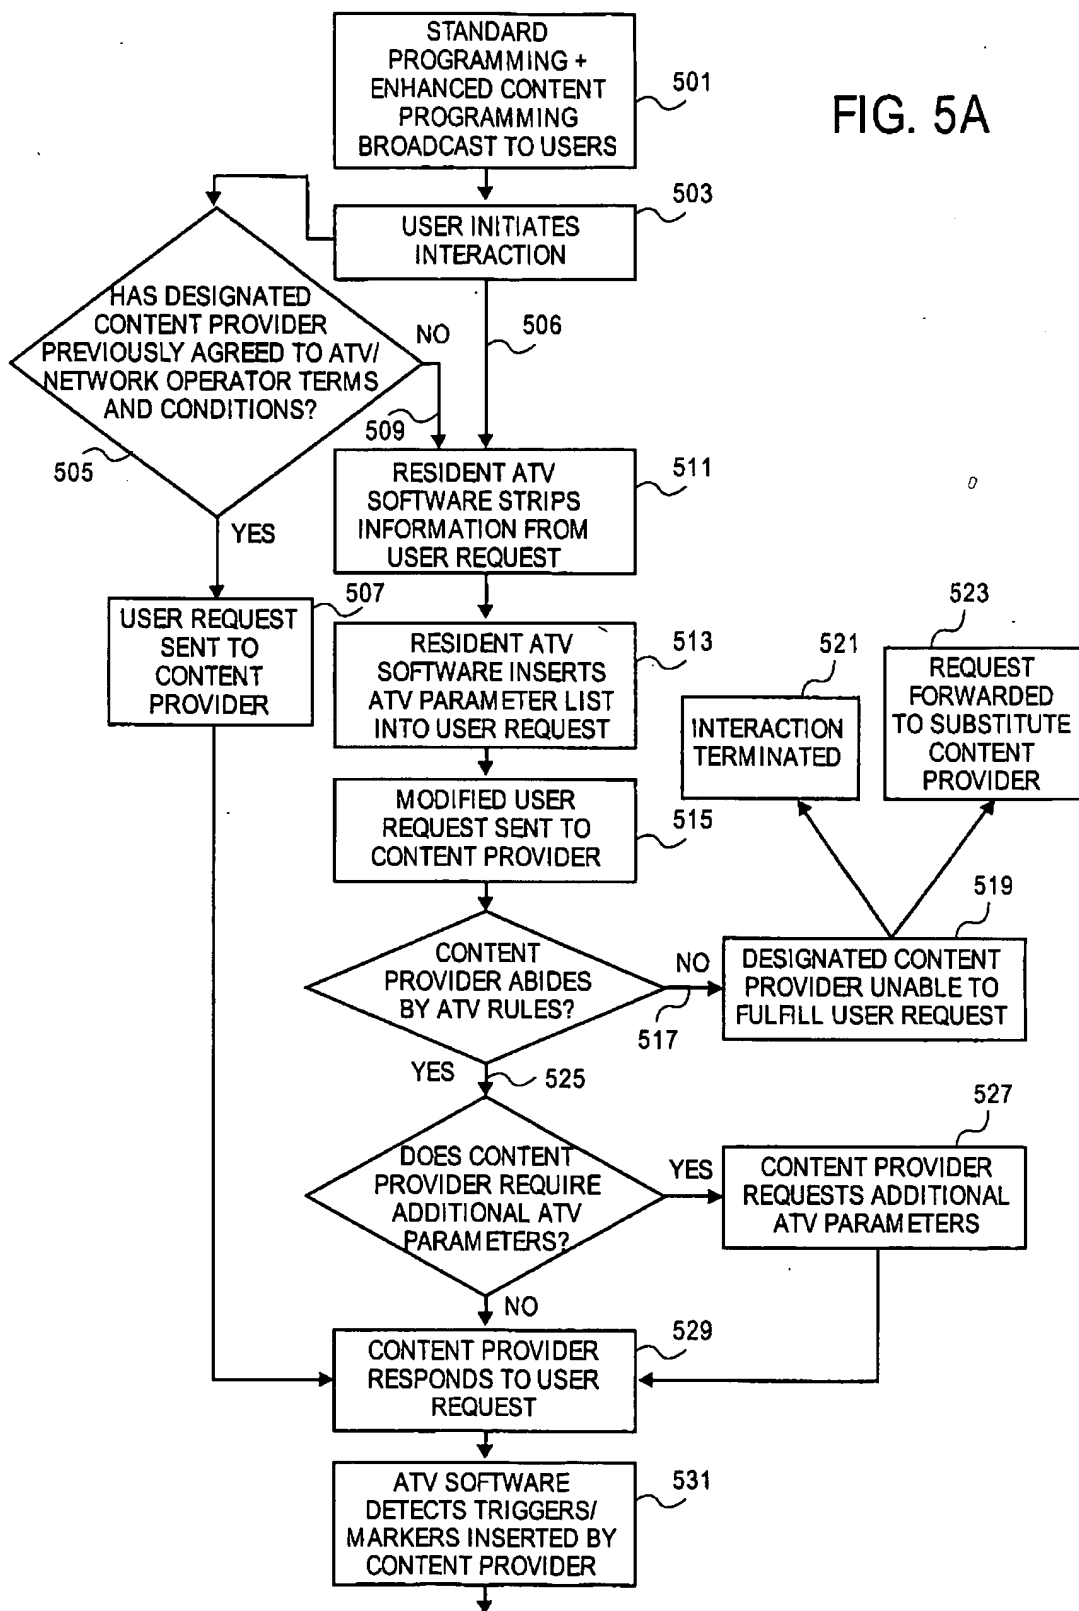 STANDARD
PROGRAMMING +
ENHANCED CONTENT
PROGRAMMING
BROADCAST TO USERS
501
FIG. 5A
503
USER INITIATES
INTERACTION
HAS DESIGNATED
CONTENT PROVIDER
PREVIOUSLY AGREED TO ATV/
NETWORK OPERATOR TERMS
AND CONDITIONS?
NO
506
509
505
YES
RESIDENT ATV
SOFTWARE STRIPS
INFORMATION FROM
USER REQUEST
511
507
USER REQUEST
SENT TO
CONTENT
PROVIDER
RESIDENT ATV
SOFTWARE INSERTS
ATV PARAMETER LIST
INTO USER REQUEST
513
521
INTERACTION
TERMINATED
523
REQUEST
FORWARDED
TO SUBSTITUTE
CONTENT
PROVIDER
MODIFIED USER
REQUEST SENT TO
CONTENT PROVIDER
515
CONTENT
PROVIDER ABIDES
BY ATV RULES?
NO
517
519
DESIGNATED CONTENT
PROVIDER UNABLE TO
FULFILL USER REQUEST
YES
525
DOES CONTENT
PROVIDER REQUIRE
ADDITIONAL ATV
PARAMETERS?
YES
527
CONTENT PROVIDER
REQUESTS ADDITIONAL
ATV PARAMETERS
NO
529
CONTENT PROVIDER
RESPONDS TO USER
REQUEST
ATV SOFTWARE
DETECTS TRIGGERS/
MARKERS INSERTED BY
CONTENT PROVIDER
531